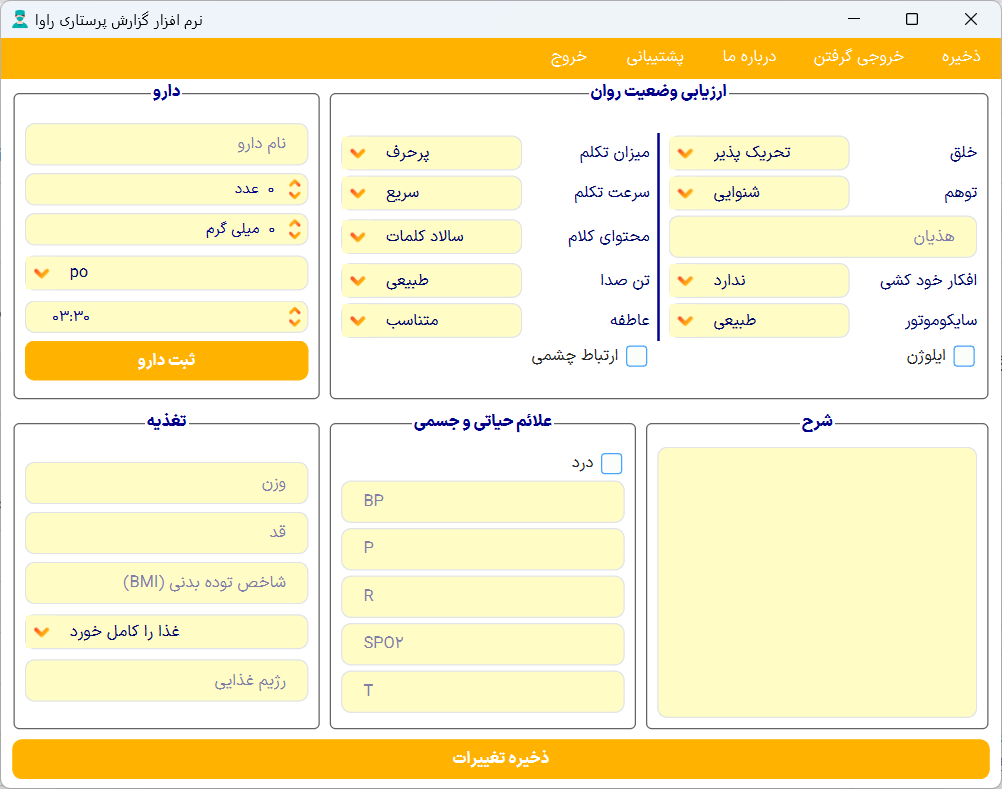 نرم افزار گزارش پرستاری راوا
ذخیره
خروجی گرفتن
درباره ما
پشتیبانی
خروج
ارزیابی وضعیت روان
خلق
تحریک پذیر
توهم
شنوایی
هذیان
افکار خود کشی
ندارد
سایکوموتور
طبیعی
ایلوژن
میزان تکلم
پرحرف
سرعت تکلم
سریع
محتوای کلام
سالاد کلمات
تن صدا
طبیعی
عاطفه
متناسب
ارتباط چشمی
دارو
نام دارو
۰ عدد
۰ میلی گرم
po
۰۳:۳۰
ثبت دارو
شرح
علائم حیاتی و جسمی
درد
BP
P
R
SPO۲
T
تغذیه
وزن
قد
شاخص توده بدنی (BMI)
غذا را کامل خورد
رژیم غذایی
ذخیره تغییرات